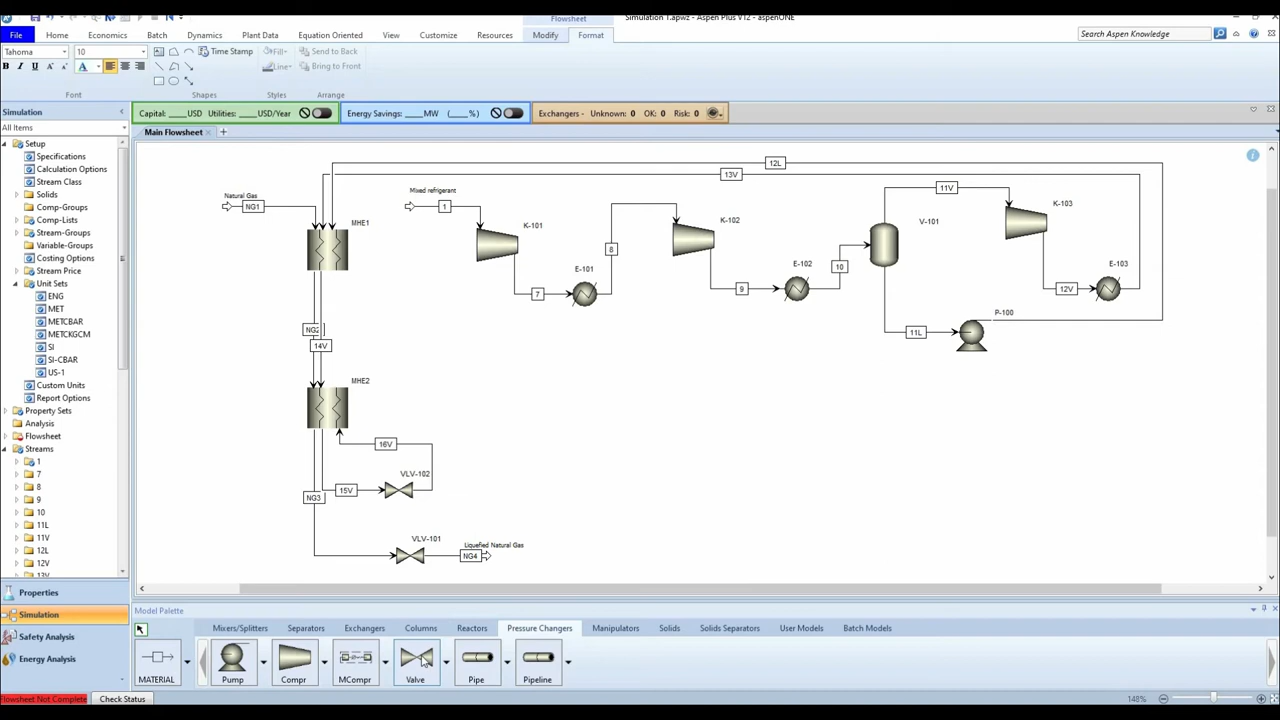 Flowsheet
Simulation 1.apwz - Aspen Plus V12 - aspenONE
File Home Economics Batch Dynamics Plant Data Equation Oriented View Customize Resources Modify Format
Search Aspen Knowledge
Tahoma 10 Time Stamp Fill Send to Back
B I U A A A Line Bring to Front
Font Shapes Styles Arrange
Simulation
Capital: ____USD Utilities: ____USD/Year
Energy Savings: ____MW (____%)
Exchangers - Unknown: 0 OK: 0 Risk: 0
All Items
Main Flowsheet
Setup
Specifications
Calculation Options
Stream Class
Solids
Comp-Groups
Comp-Lists
Stream-Groups
Variable-Groups
Costing Options
Stream Price
Unit Sets
ENG
MET
METCBAR
METCKGCM
SI
SI-CBAR
US-1
Custom Units
Report Options
Property Sets
Analysis
Flowsheet
Streams
1
7
8
9
10
11L
11V
12L
12V
13V
Properties
Simulation
Safety Analysis
Energy Analysis
12L
13V
Natural Gas
NG1
Mixed refrigerant
1
MHE1
K-101
7
E-101
8
K-102
9
E-102
10
V-101
11V
K-103
12V
E-103
11L
P-100
NG2
14V
MHE2
16V
VLV-102
15V
NG3
VLV-101
NG4
Liquefied Natural Gas
Model Palette
Mixers/Splitters Separators Exchangers Columns Reactors Pressure Changers Manipulators Solids Solids Separators User Models Batch Models
MATERIAL Pump Compr MCompr Valve Pipe Pipeline
Flowsheet Not Complete Check Status 148%